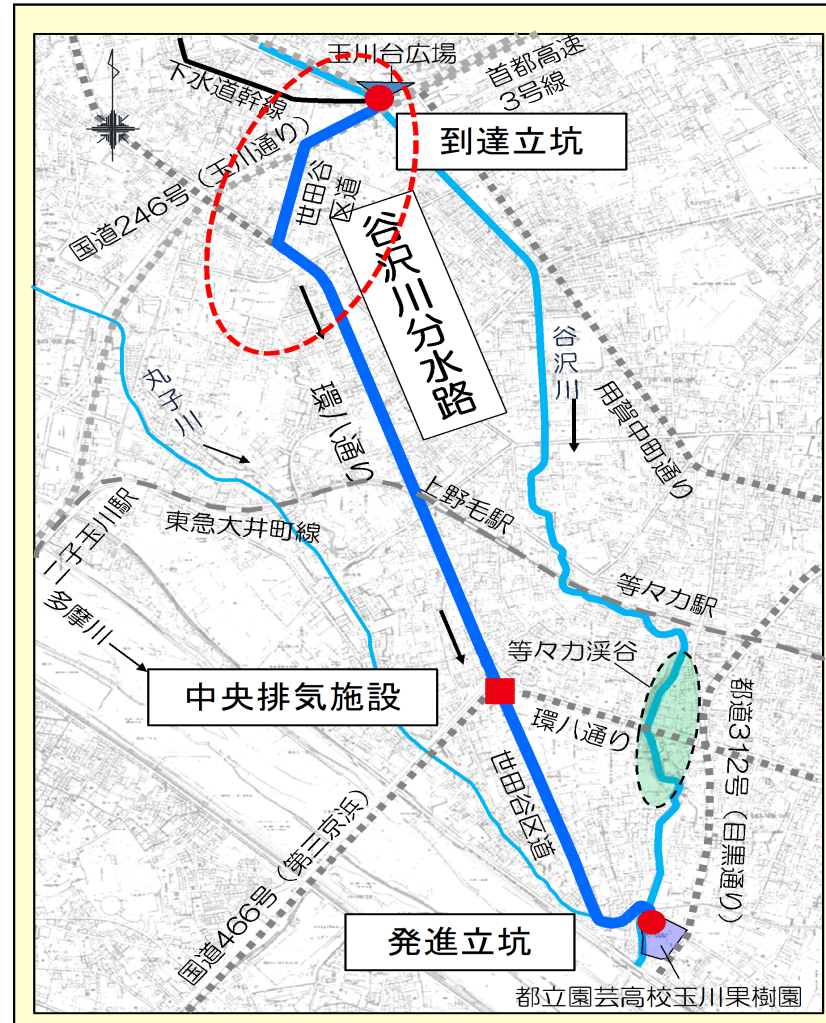 玉川台広場
首都高速
3号線
下水道幹線
到達立坑
国道246号（玉川通り）
世田谷
区道
谷沢川分水路
谷沢川
丸子川
環八通り
用賀中町通り
上野毛駅
東急大井町線
二子玉川駅
等々力駅
多摩川
等々力渓谷
中央排気施設
環八通り
都道312号（目黒通り）
世田谷区道
国道466号（第三京浜）
発進立坑
都立園芸高校玉川果樹園